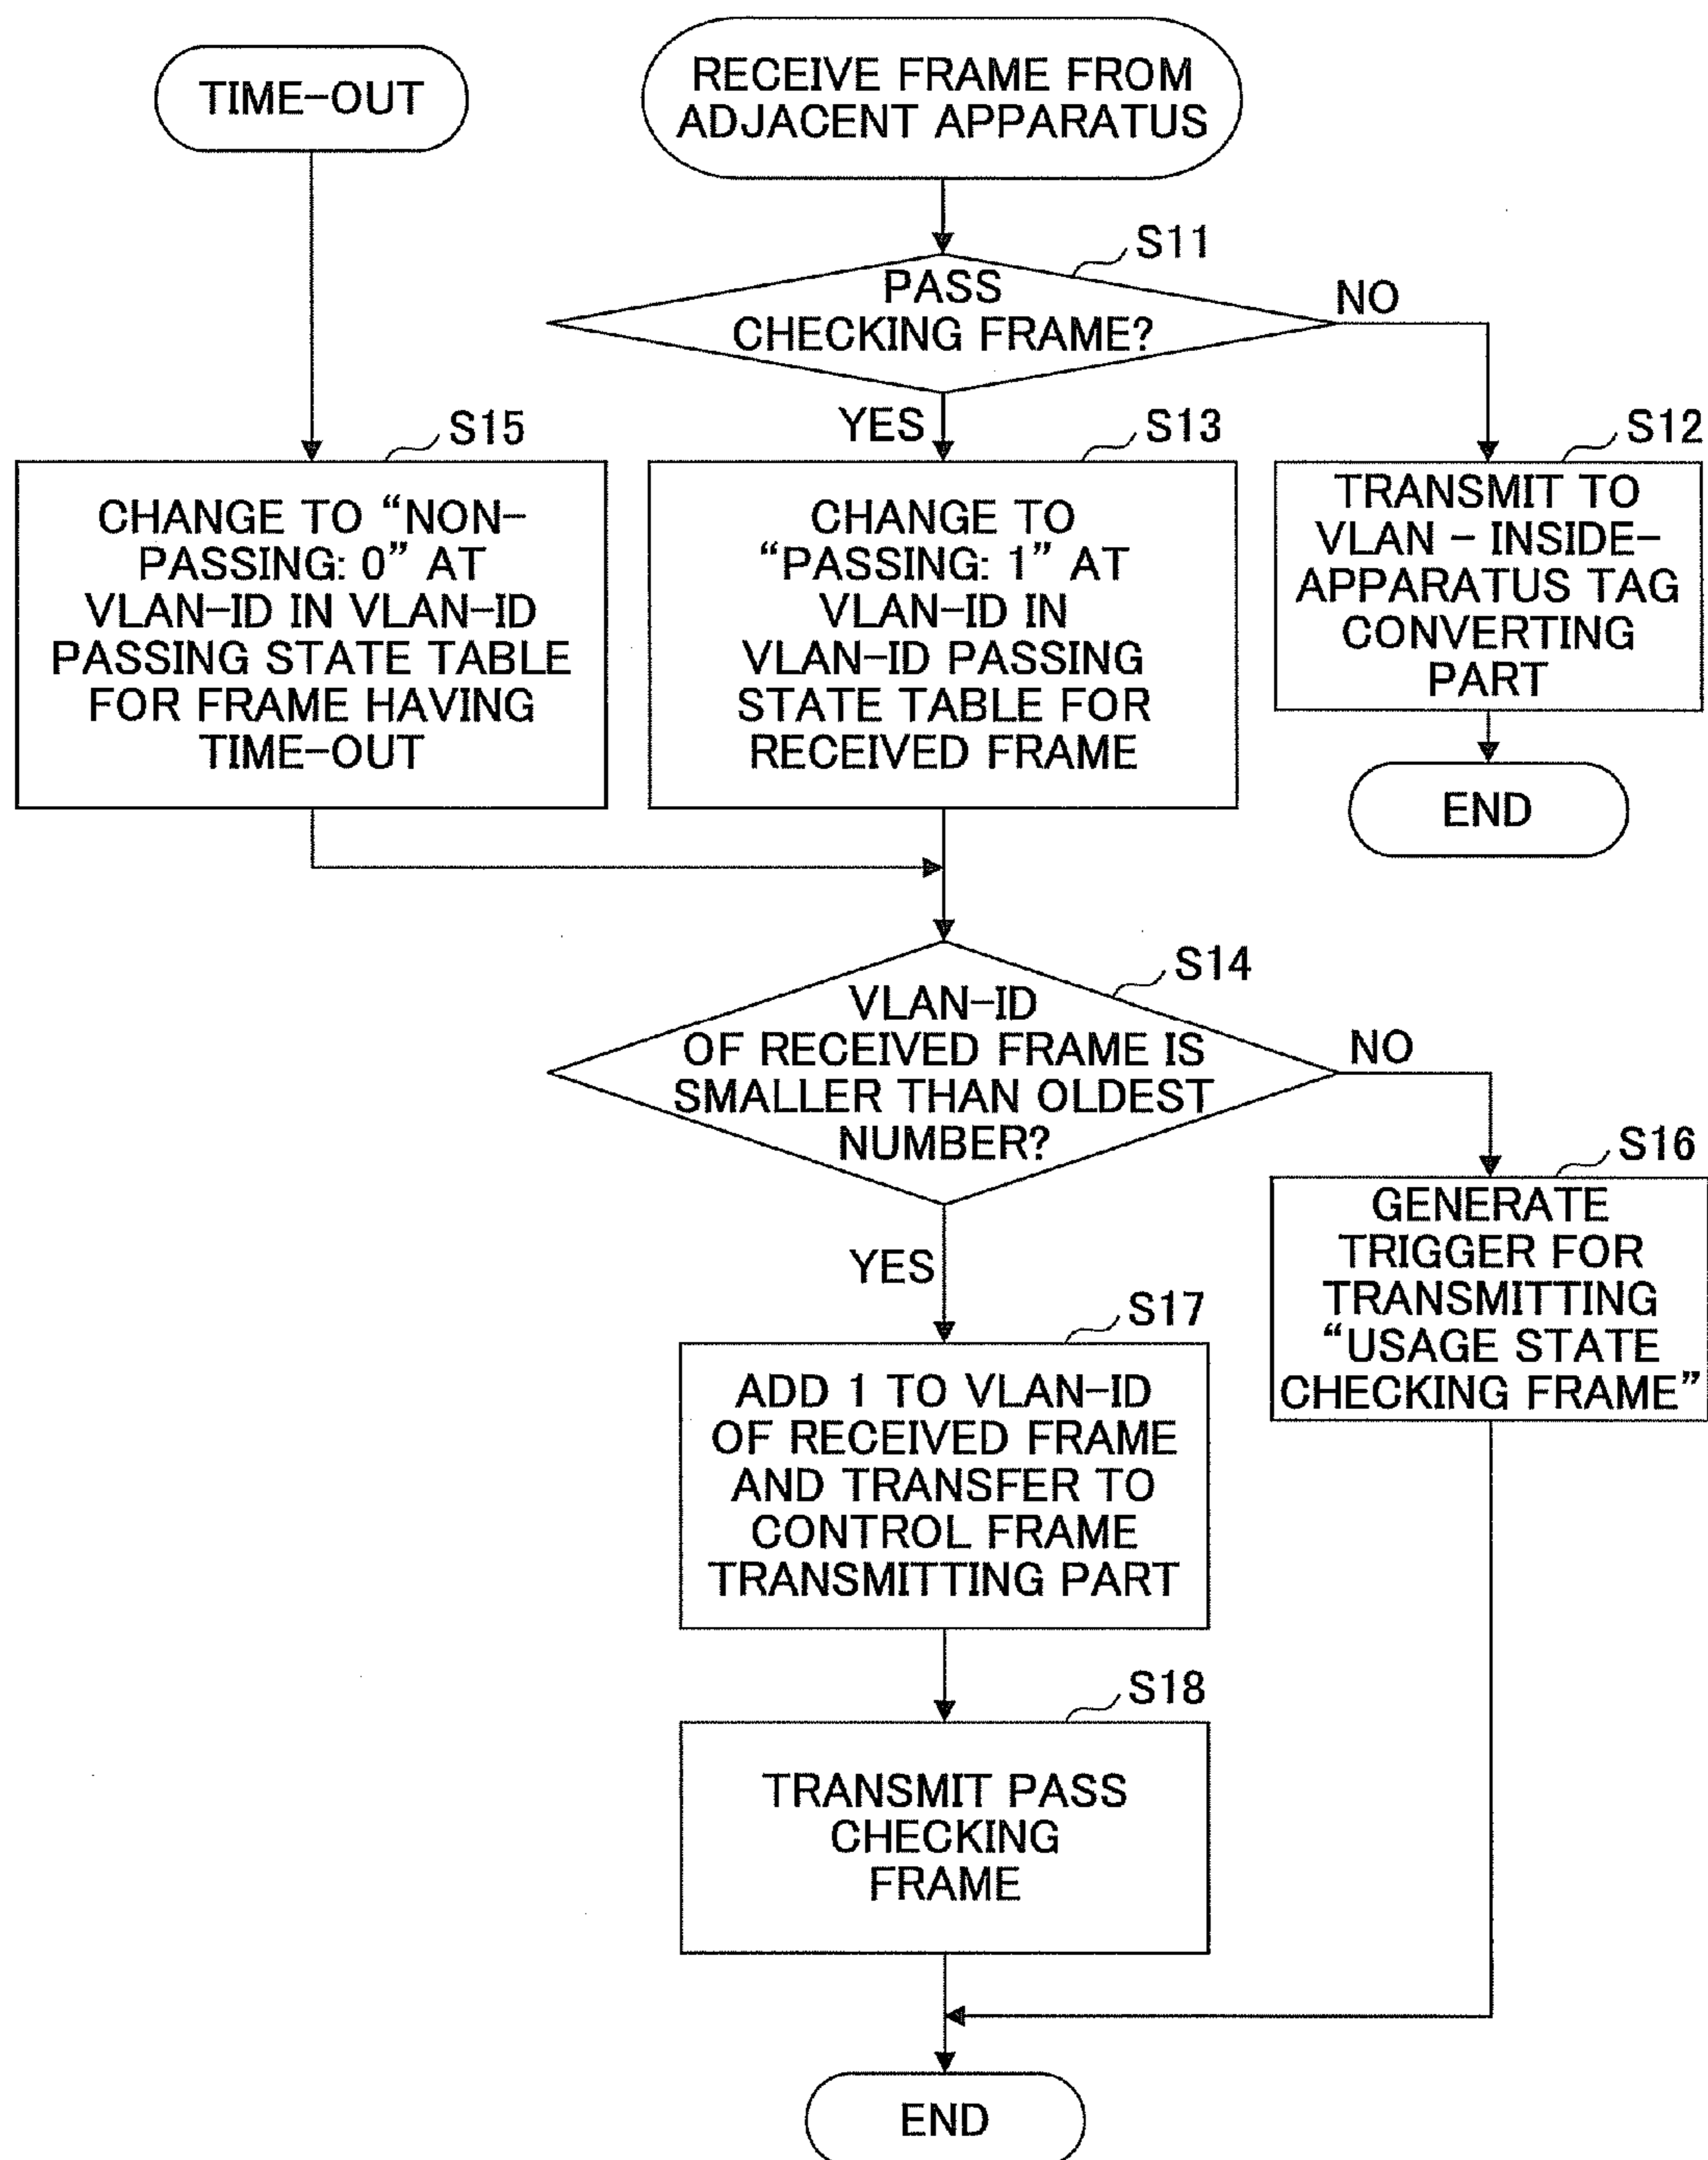 TIME-OUT
RECEIVE FRAME FROM
ADJACENT APPARATUS
S11
PASS
CHECKING FRAME?
NO
YES
S15
CHANGE TO “NON-
PASSING: 0” AT
VLAN-ID IN VLAN-ID
PASSING STATE TABLE
FOR FRAME HAVING
TIME-OUT
S13
CHANGE TO
“PASSING: 1” AT
VLAN-ID IN
VLAN-ID PASSING
STATE TABLE FOR
RECEIVED FRAME
S12
TRANSMIT TO
VLAN - INSIDE-
APPARATUS TAG
CONVERTING
PART
END
S14
VLAN-ID
OF RECEIVED FRAME IS
SMALLER THAN OLDEST
NUMBER?
NO
YES
S16
GENERATE
TRIGGER FOR
TRANSMITTING
“USAGE STATE
CHECKING FRAME”
S17
ADD 1 TO VLAN-ID
OF RECEIVED FRAME
AND TRANSFER TO
CONTROL FRAME
TRANSMITTING PART
S18
TRANSMIT PASS
CHECKING
FRAME
END